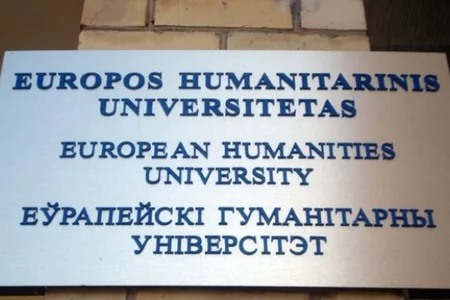 EUROPOS HUMANITARINIS
UNIVERSITETAS
EUROPEAN HUMANITIES
UNIVERSITY
ЕЎРАПЕЙСКІ ГУМАНІТАРНЫ
УНІВЕРСІТЭТ